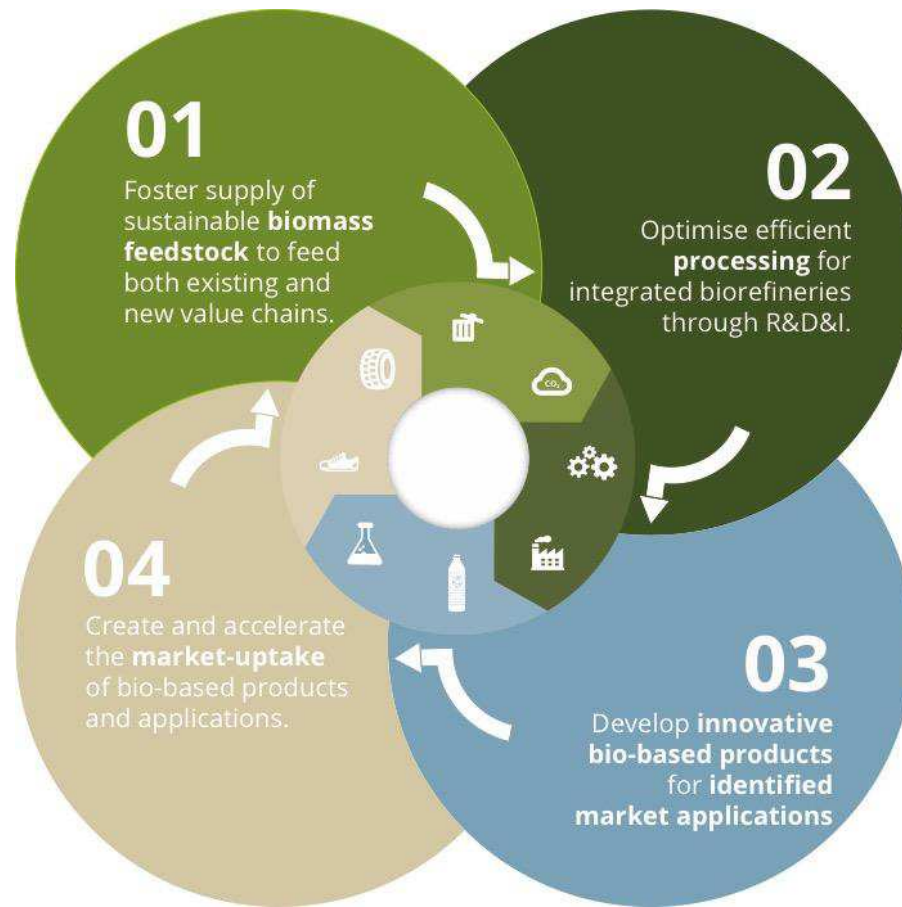 01
Foster supply of
sustainable biomass
feedstock to feed
both existing and
new value chains.
02
Optimise efficient
processing for
integrated biorefineries
through R&D&I.
CO₂
03
Develop innovative
bio-based products
for identified
market applications
04
Create and accelerate
the market-uptake
of bio-based products
and applications.